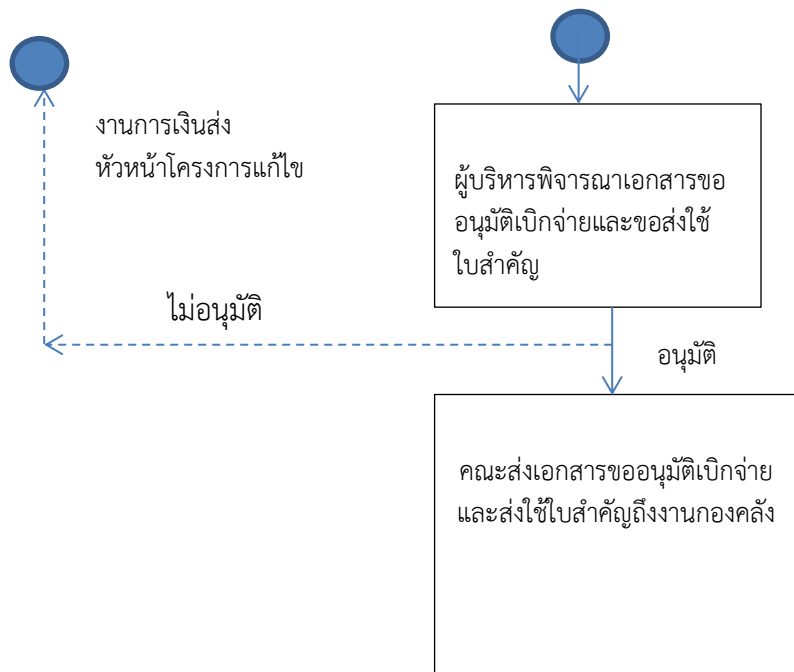 งานการเงินส่ง
หัวหน้าโครงการแก้ไข
ผู้บริหารพิจารณาเอกสารขอ
อนุมัติเบิกจ่ายและขอส่งใช้
ใบสำคัญ
ไม่อนุมัติ
อนุมัติ
คณะส่งเอกสารขออนุมัติเบิกจ่าย
และส่งใช้ใบสำคัญถึงงานกองคลัง